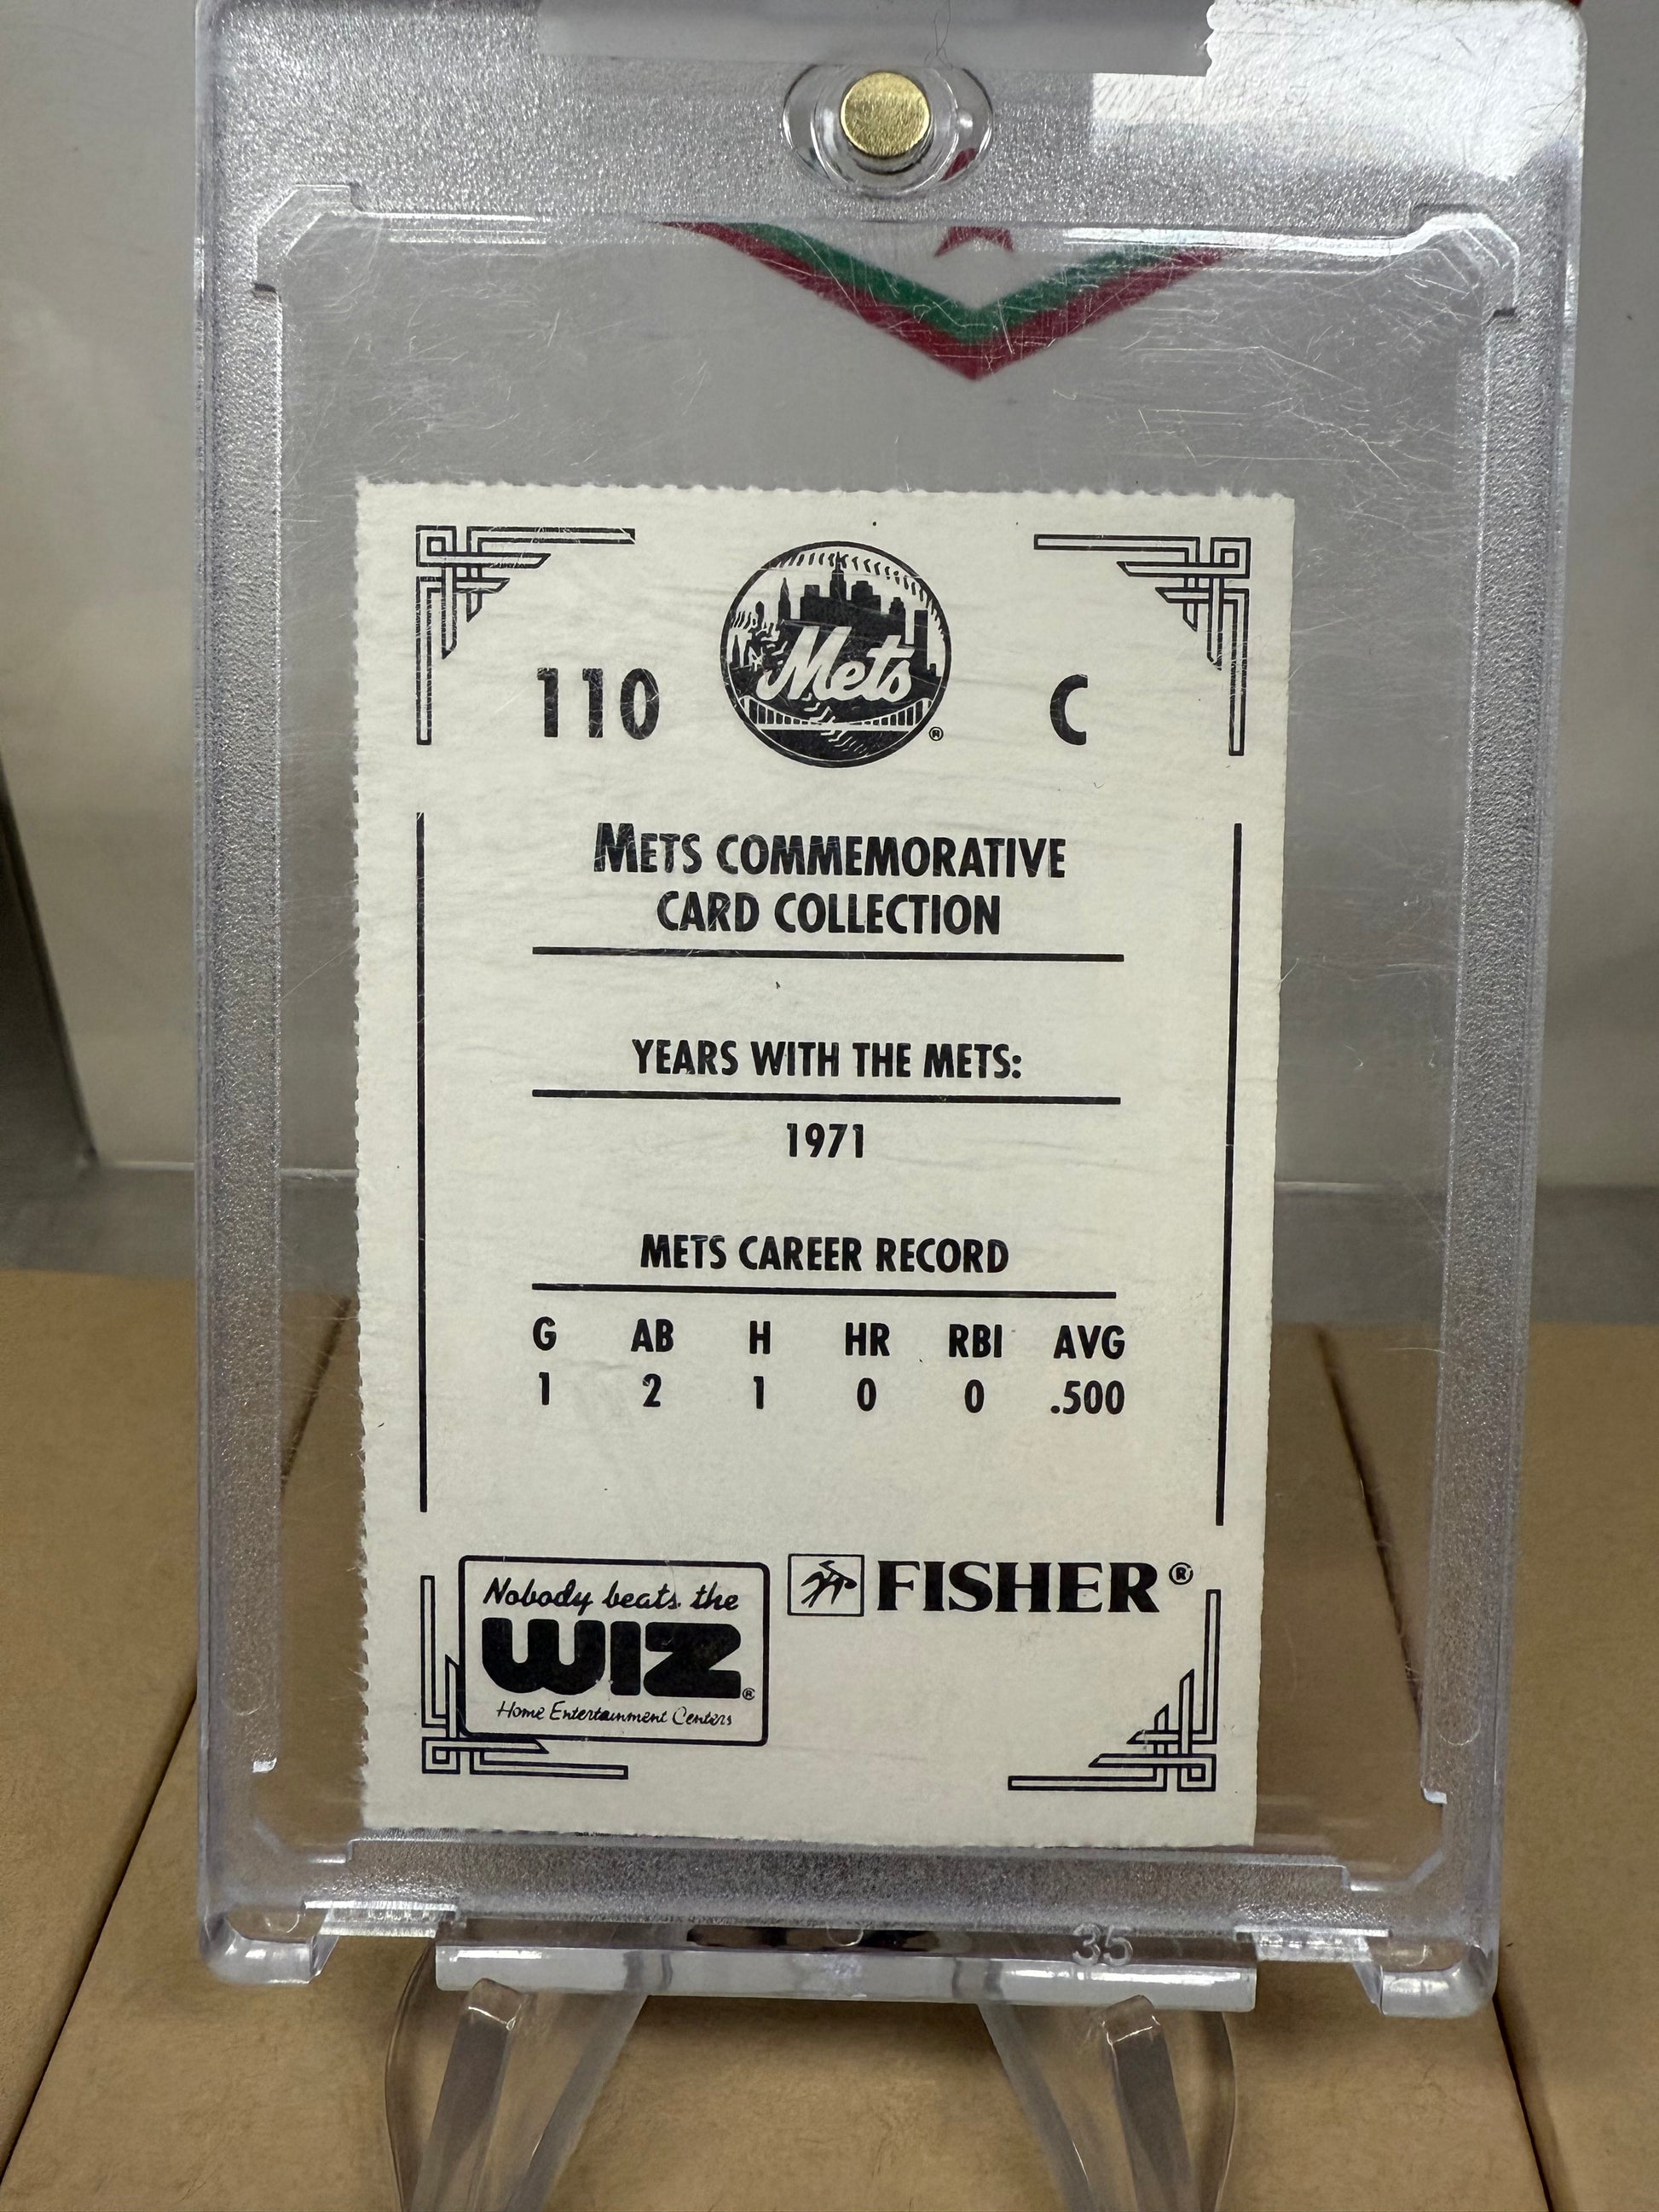 110
Mets
®
C
METS COMMEMORATIVE
CARD COLLECTION
YEARS WITH THE METS:
1971
METS CAREER RECORD
G AB H HR RBI AVG
1 2 1 0 0 .500
Nobody beats the
WIZ®
Home Entertainment Centers
FISHER®
35